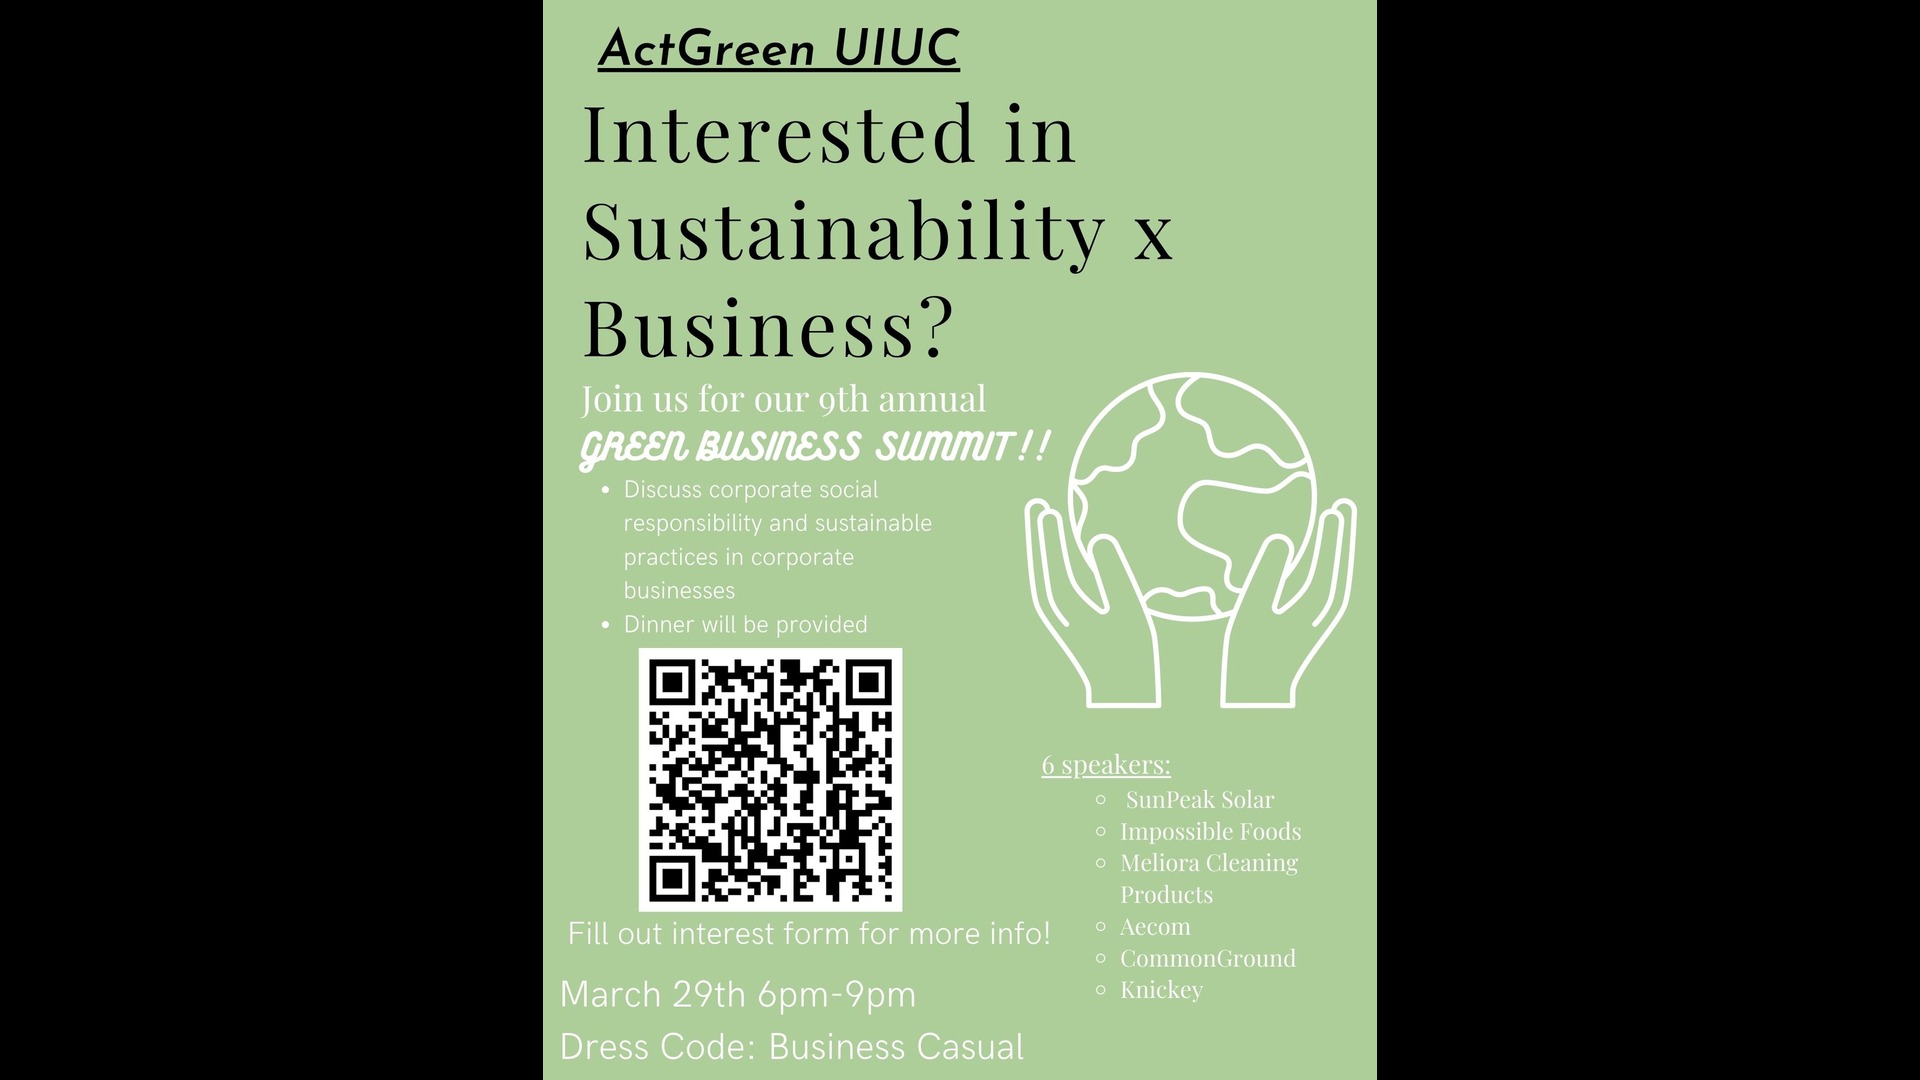 ActGreen UIUC
Interested in
Sustainability x
Business?
Join us for our 9th annual
GREEN BUSINESS SUMMIT!!
• Discuss corporate social
responsibility and sustainable
practices in corporate
businesses
• Dinner will be provided
Fill out interest form for more info!
March 29th 6pm-9pm
Dress Code: Business Casual
6 speakers:
○ SunPeak Solar
○ Impossible Foods
○ Meliora Cleaning
Products
○ Aecom
○ CommonGround
○ Knickey